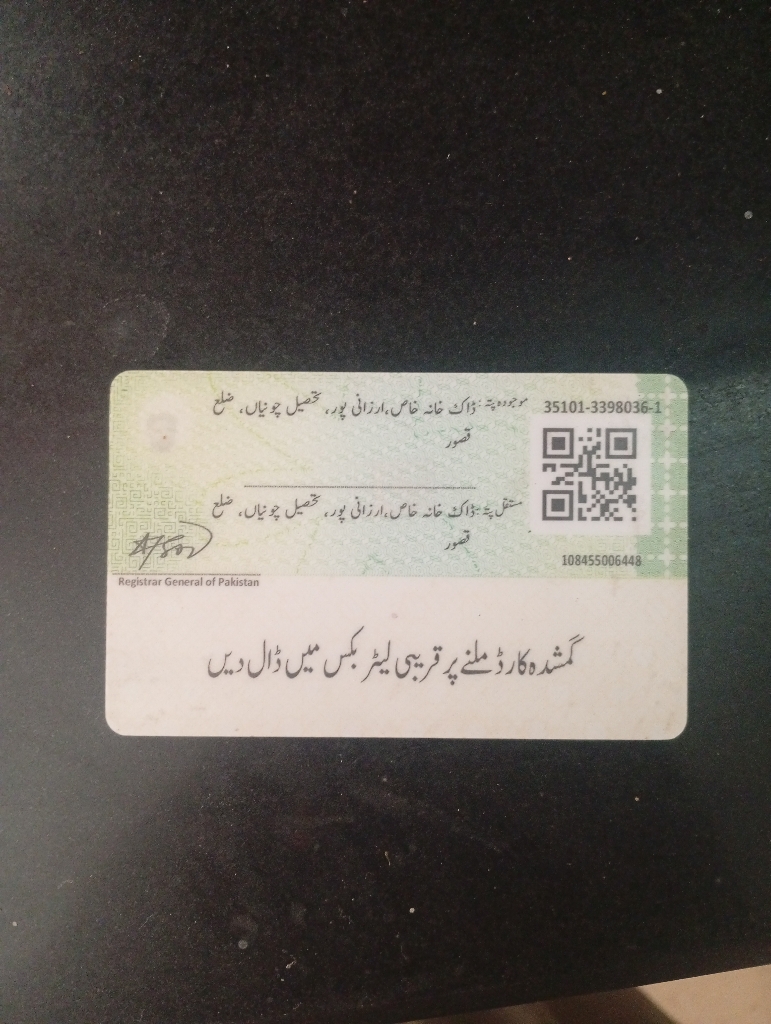 35101-3398036-1
موجودہ پتہ: ڈاک خانہ خاص، ارزانی پور، تحصیل چونیاں، ضلع
قصور
مستقل پتہ: ڈاک خانہ خاص، ارزانی پور، تحصیل چونیاں، ضلع
قصور
108455006448
Registrar General of Pakistan
گمشدہ کارڈ ملنے پر قریبی لیٹر بکس میں ڈال دیں